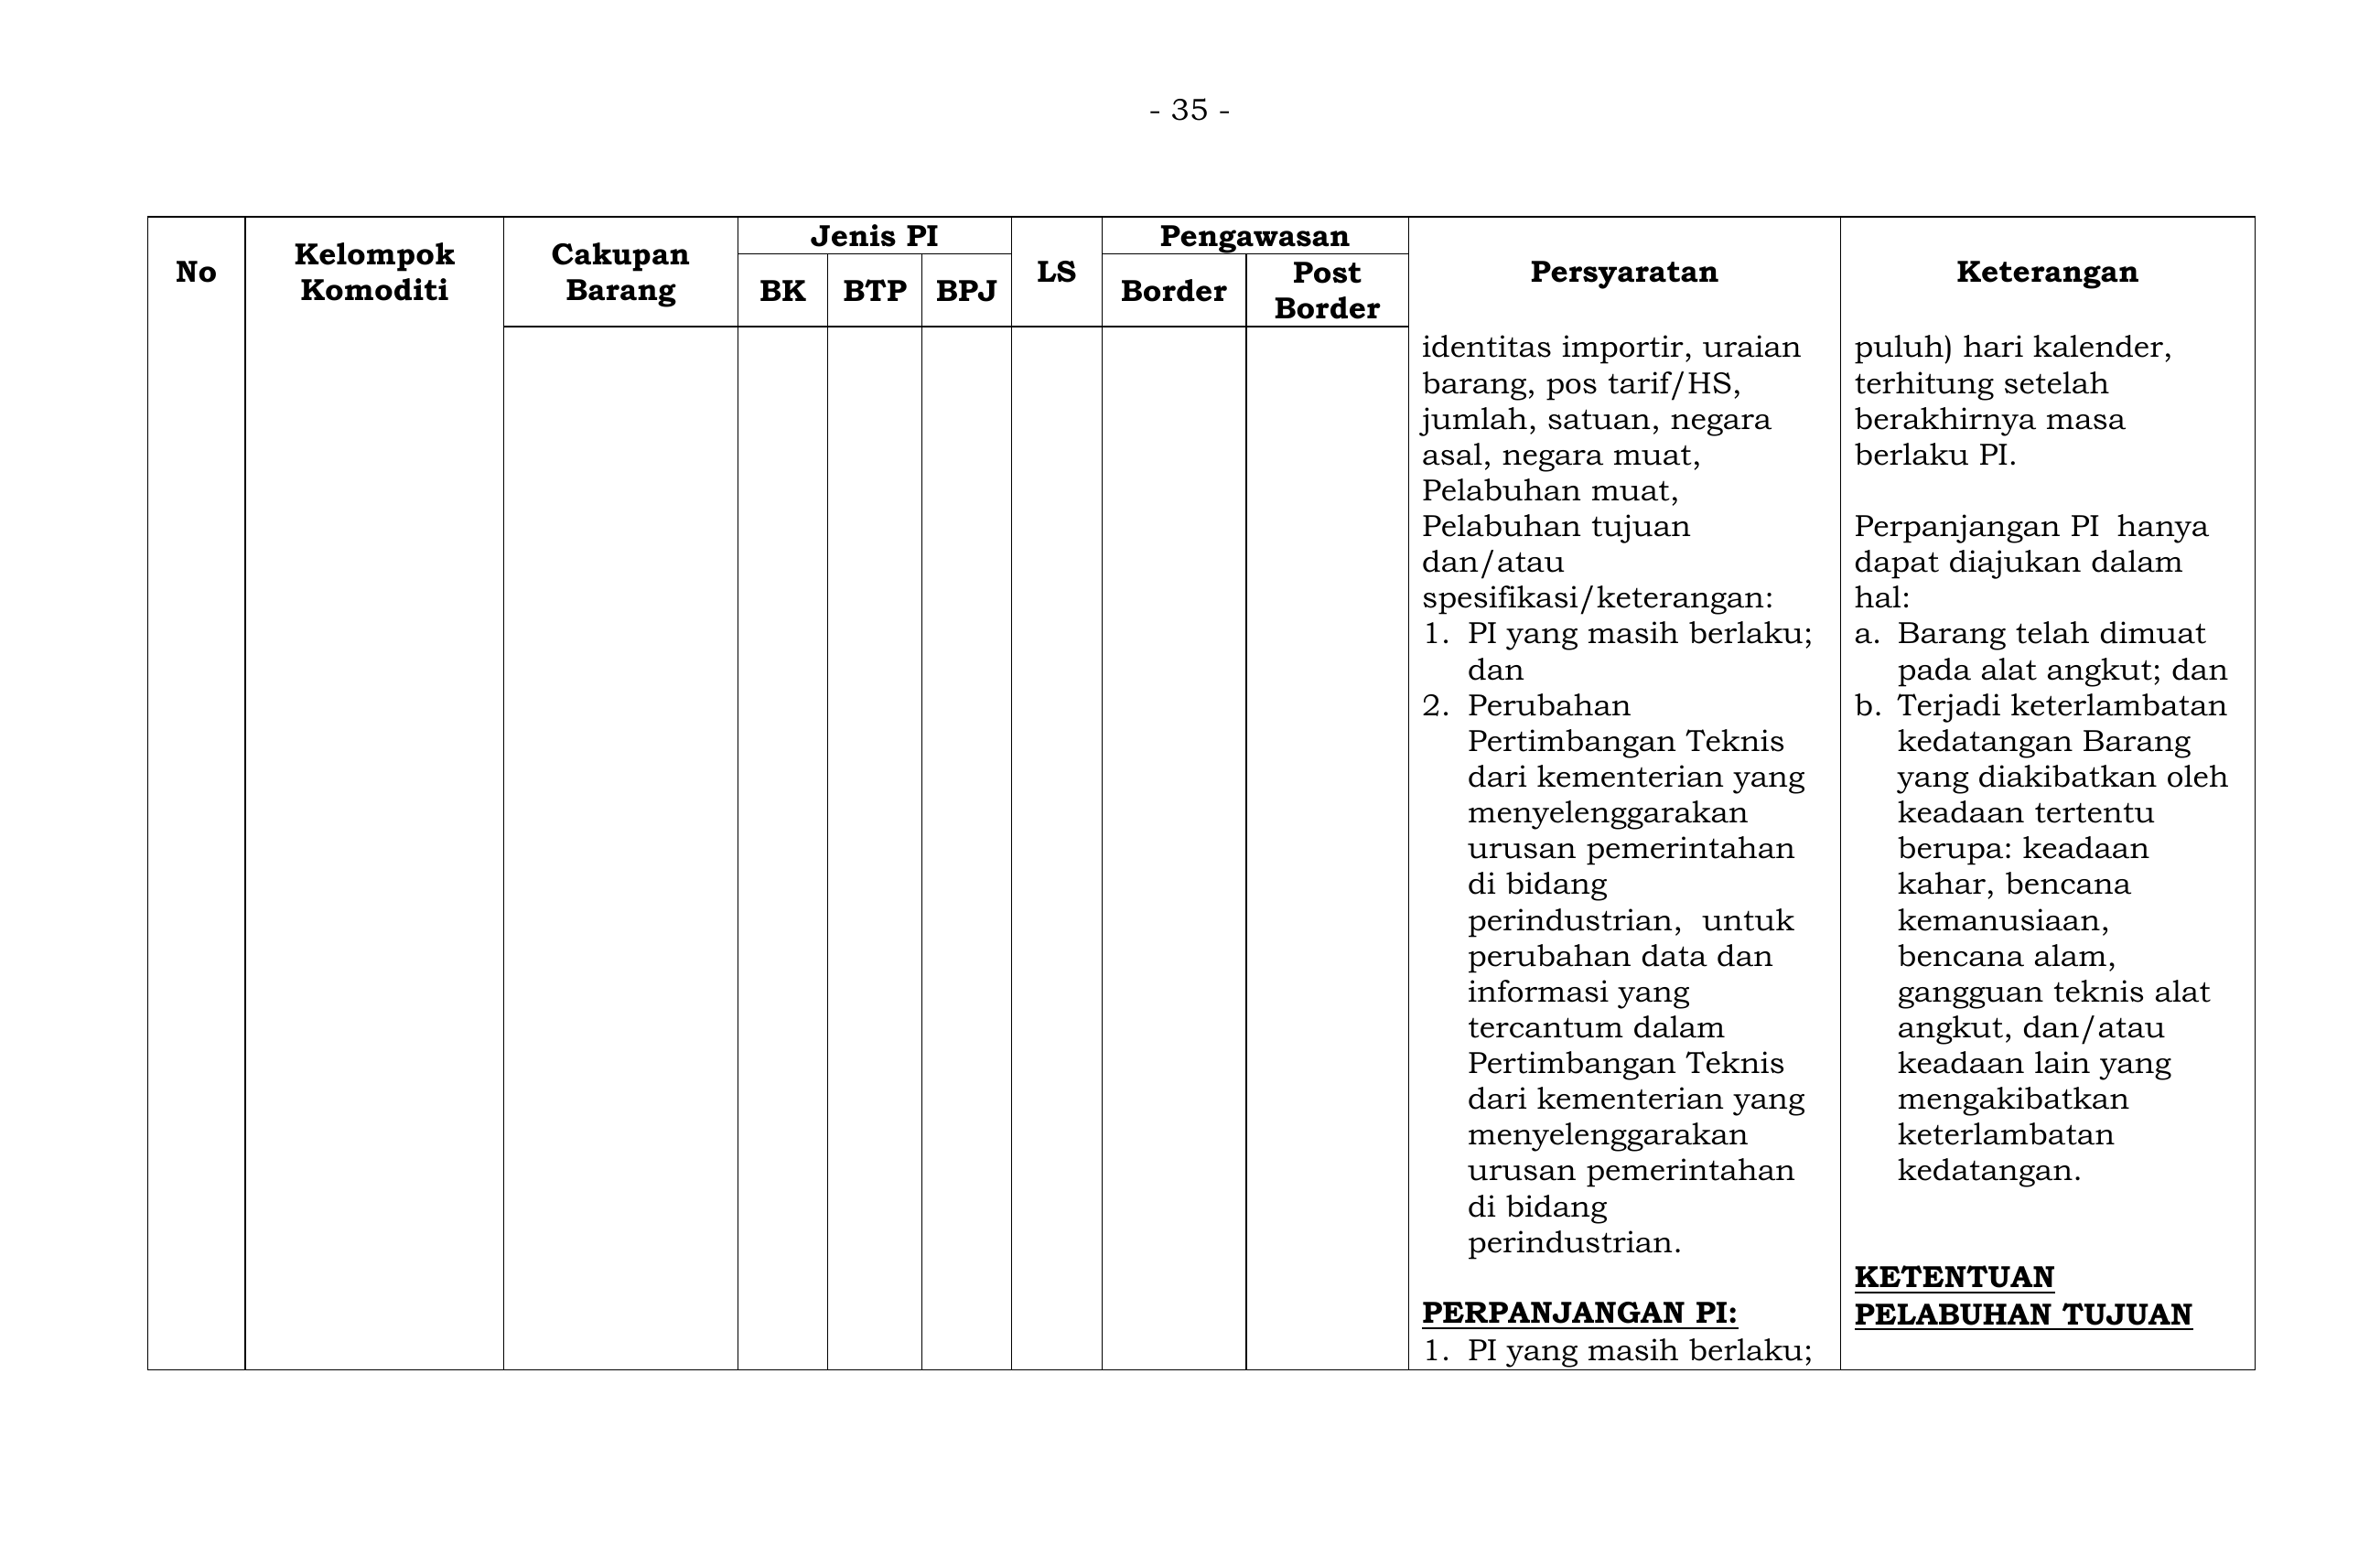 - 35 -
No
Kelompok
Komoditi
Cakupan
Barang
Jenis PI
BK
BTP
BPJ
LS
Pengawasan
Border
Post
Border
Persyaratan
Keterangan
identitas importir, uraian
barang, pos tarif/HS,
jumlah, satuan, negara
asal, negara muat,
Pelabuhan muat,
Pelabuhan tujuan
dan/atau
spesifikasi/keterangan:
1. PI yang masih berlaku;
dan
2. Perubahan
Pertimbangan Teknis
dari kementerian yang
menyelenggarakan
urusan pemerintahan
di bidang
perindustrian, untuk
perubahan data dan
informasi yang
tercantum dalam
Pertimbangan Teknis
dari kementerian yang
menyelenggarakan
urusan pemerintahan
di bidang
perindustrian.
PERPANJANGAN PI:
1. PI yang masih berlaku;
puluh) hari kalender,
terhitung setelah
berakhirnya masa
berlaku PI.
Perpanjangan PI hanya
dapat diajukan dalam
hal:
a. Barang telah dimuat
pada alat angkut; dan
b. Terjadi keterlambatan
kedatangan Barang
yang diakibatkan oleh
keadaan tertentu
berupa: keadaan
kahar, bencana
kemanusiaan,
bencana alam,
gangguan teknis alat
angkut, dan/atau
keadaan lain yang
mengakibatkan
keterlambatan
kedatangan.
KETENTUAN
PELABUHAN TUJUAN